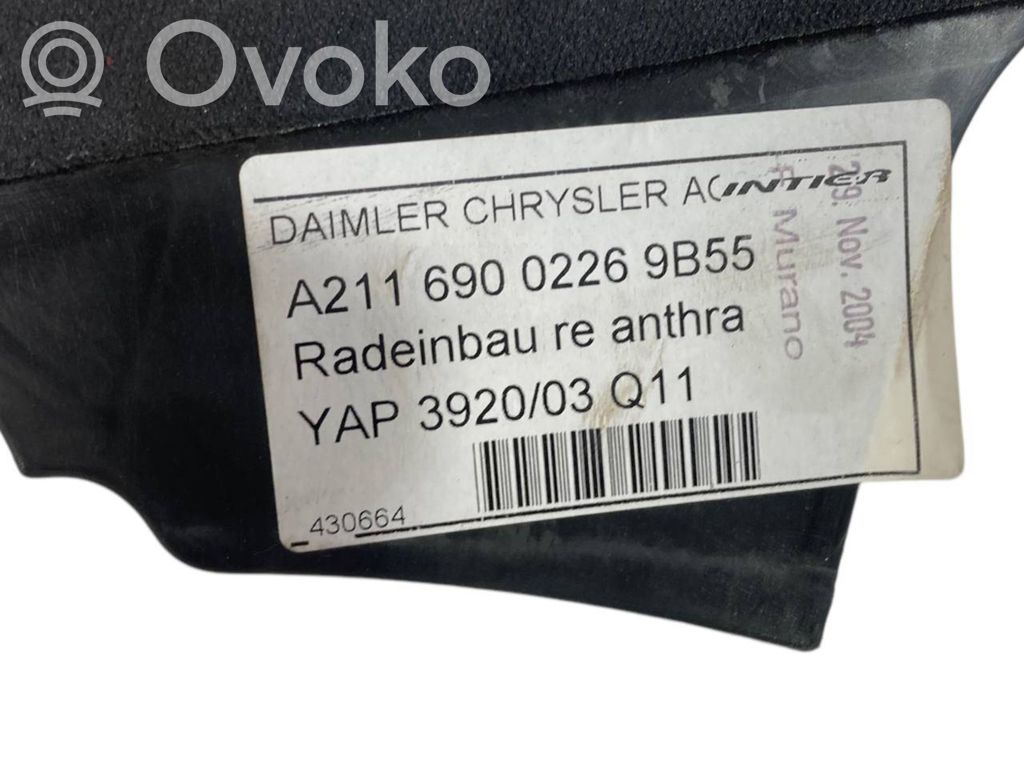 Ovoko
DAIMLER CHRYSLER AG
INTIER
A211 690 0226 9B55
Radeinbau re anthra
YAP 3920/03 Q11
430664
29. Nov. 2004
F. Murano